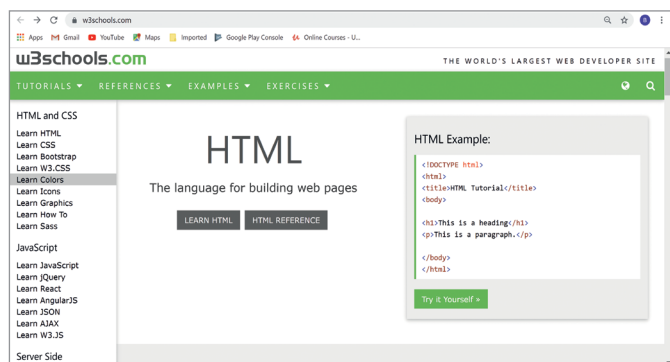 w3schools.com
Apps Gmail YouTube Maps Imported Google Play Console Online Courses - U...
w3schools.com
THE WORLD'S LARGEST WEB DEVELOPER SITE
TUTORIALS REFERENCES EXAMPLES EXERCISES
HTML and CSS
Learn HTML
Learn CSS
Learn Bootstrap
Learn W3.CSS
Learn Colors
Learn Icons
Learn Graphics
Learn How To
Learn Sass
JavaScript
Learn JavaScript
Learn jQuery
Learn React
Learn AngularJS
Learn JSON
Learn AJAX
Learn W3.JS
Server Side
HTML
The language for building web pages
LEARN HTML HTML REFERENCE
HTML Example:
<!DOCTYPE html>
<html>
<title>HTML Tutorial</title>
<body>
<h1>This is a heading</h1>
<p>This is a paragraph.</p>
</body>
</html>
Try it Yourself »